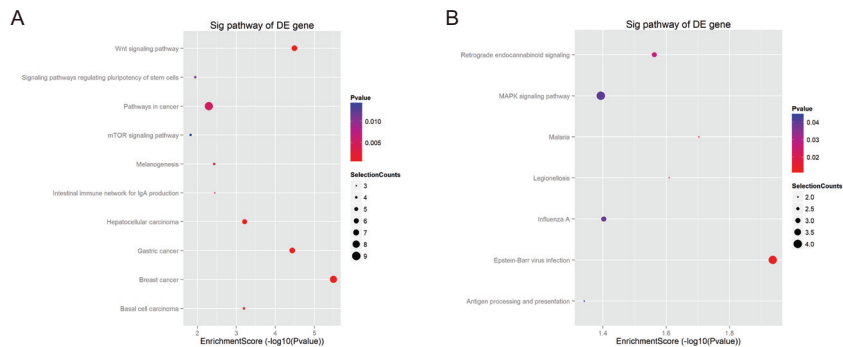 A
Sig pathway of DE gene
Wnt signaling pathway
Signaling pathways regulating pluripotency of stem cells
Pathways in cancer
mTOR signaling pathway
Melanogenesis
Intestinal immune network for IgA production
Hepatocellular carcinoma
Gastric cancer
Breast cancer
Basal cell carcinoma
2 3 4 5
EnrichmentScore (-log10(Pvalue))
Pvalue
0.010
0.005
SelectionCounts
3
4
5
6
7
8
9
B
Sig pathway of DE gene
Retrograde endocannabinoid signaling
MAPK signaling pathway
Malaria
Legionellosis
Influenza A
Epstein-Barr virus infection
Antigen processing and presentation
1.4 1.6 1.8
EnrichmentScore (-log10(Pvalue))
Pvalue
0.04
0.03
0.02
SelectionCounts
2.0
2.5
3.0
3.5
4.0